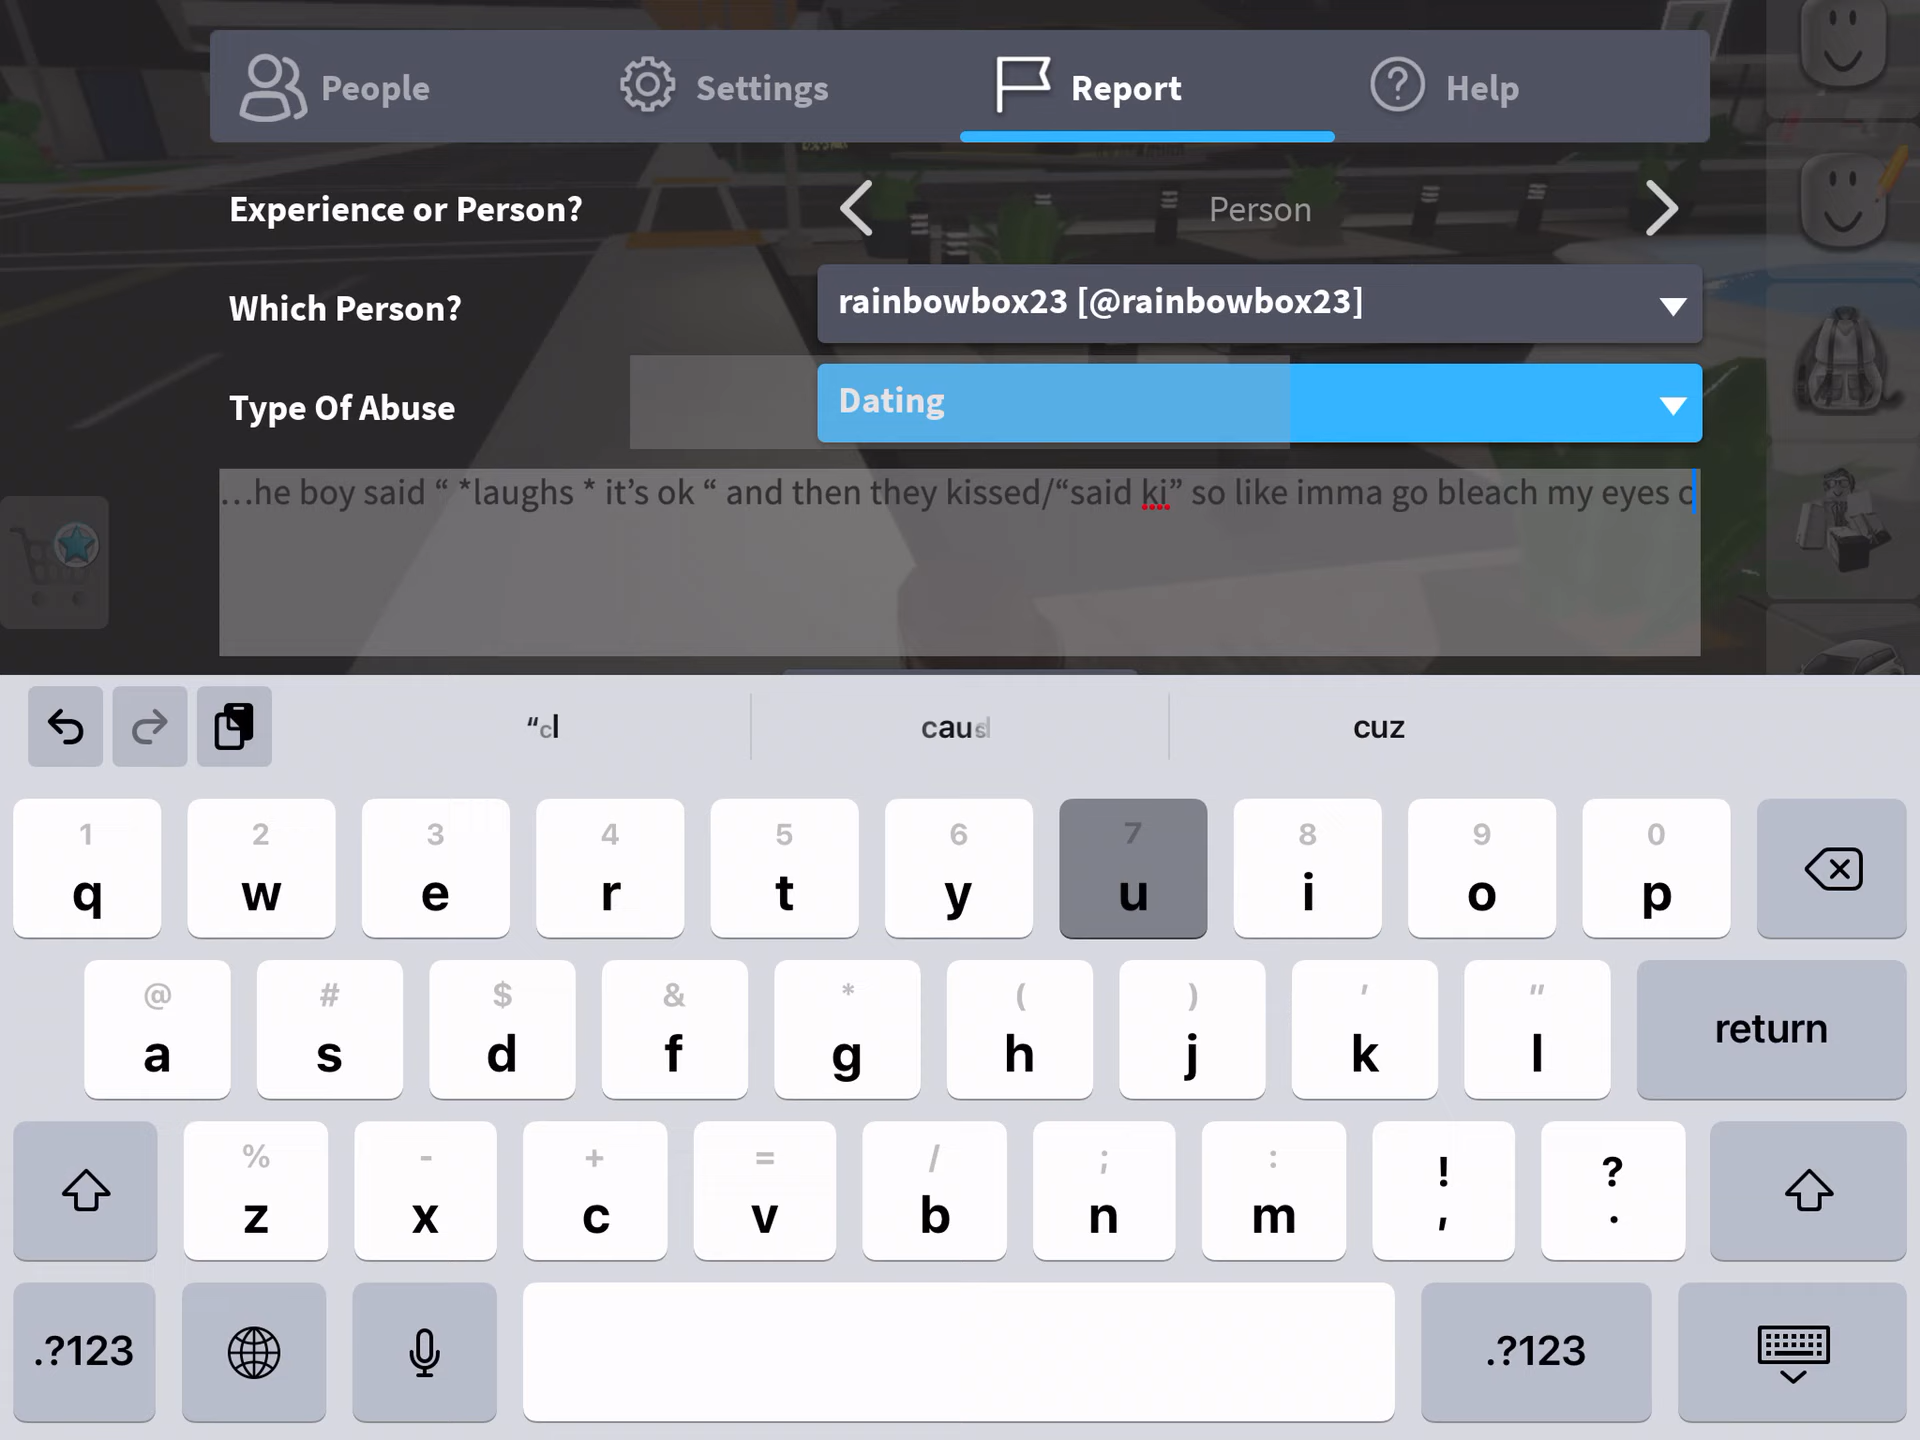 People Settings Report Help
Experience or Person? Person
Which Person? rainbowbox23 [@rainbowbox23]
Type Of Abuse Dating
…he boy said “ *laughs * it’s ok “ and then they kissed/“said ki” so like imma go bleach my eyes c
cuz
1 2 3 4 5 6 7 8 9 0
q w e r t y u i o p
@ # $ & * ( ) ' "
a s d f g h j k l return
% - + = / ; : ! ?
z x c v b n m , .
.?123 .?123